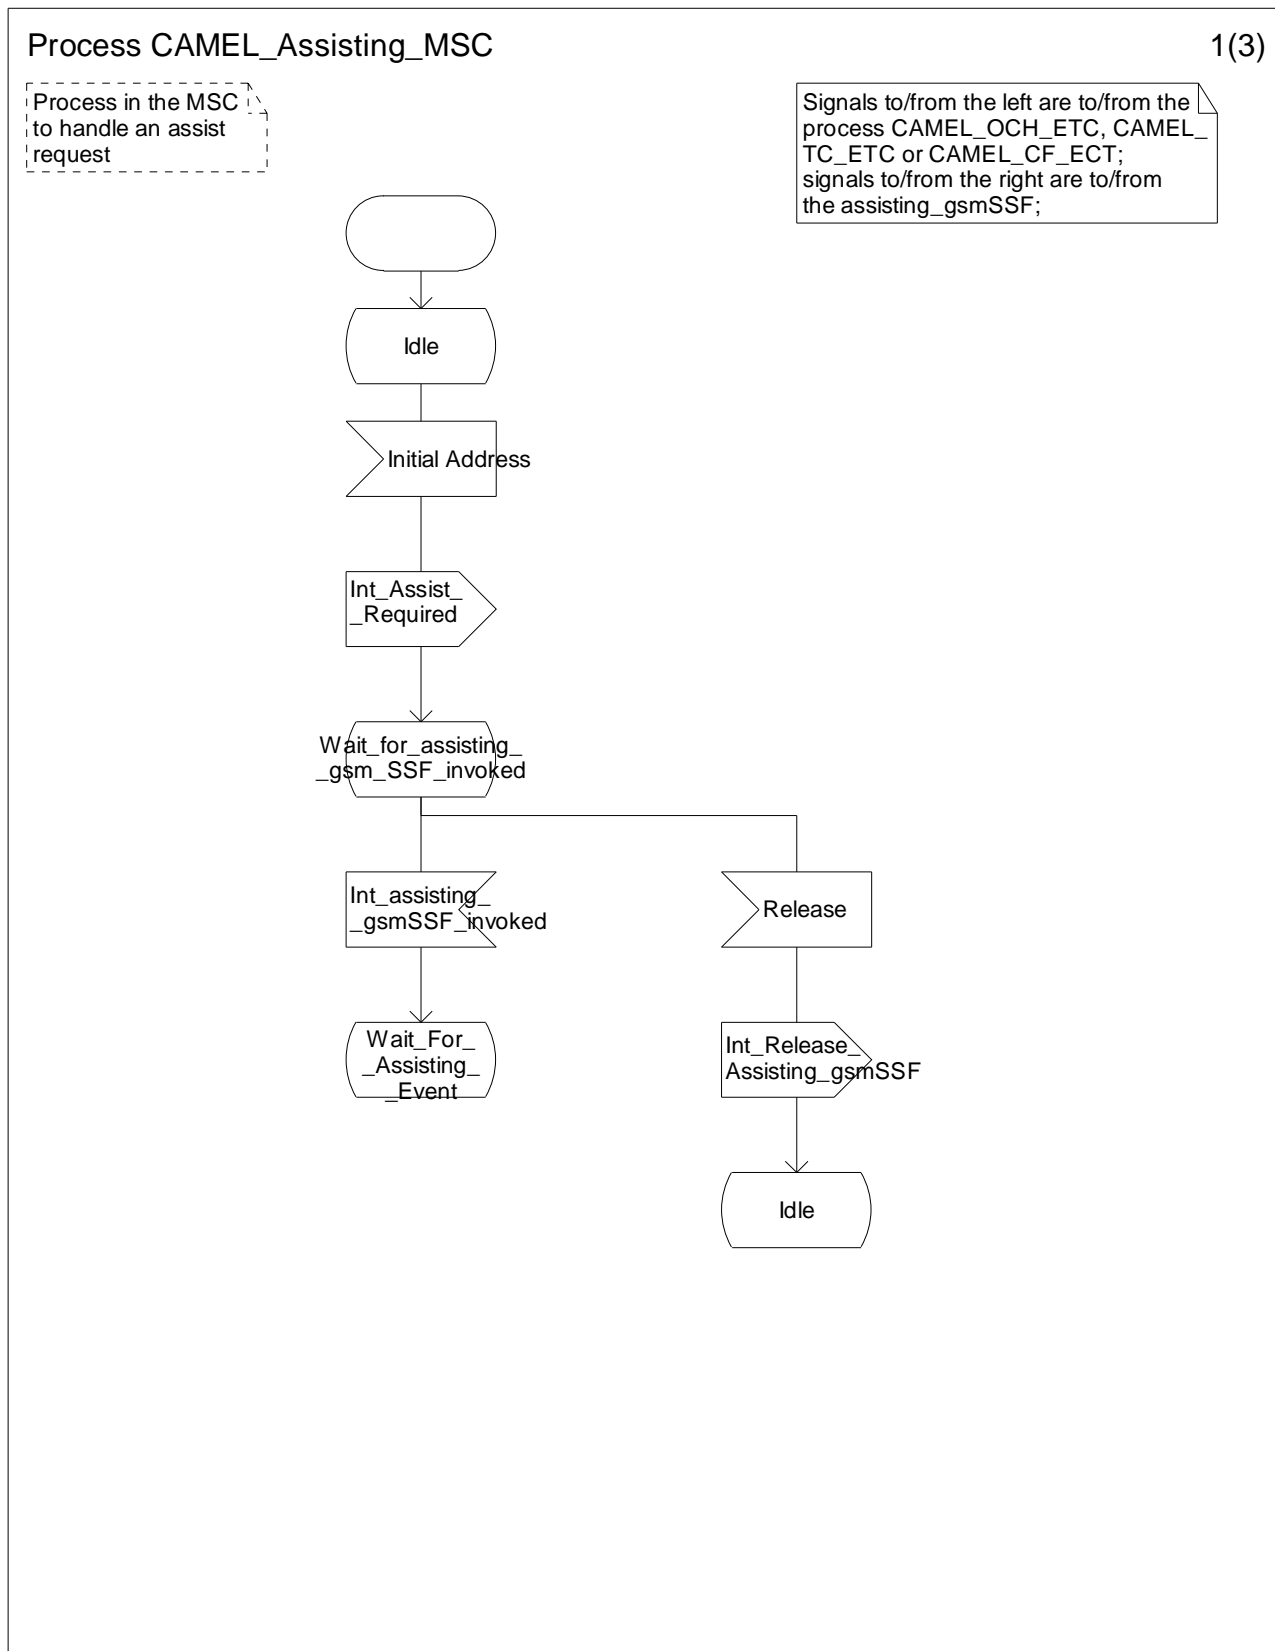 Process CAMEL_Assisting_MSC
1(3)
Process in the MSC
to handle an assist
request
Signals to/from the left are to/from the
process CAMEL_OCH_ETC, CAMEL_
TC_ETC or CAMEL_CF_ECT;
signals to/from the right are to/from
the assisting_gsmSSF;
Idle
Initial Address
Int_Assist_
_Required
Wait_for_assisting_
_gsm_SSF_invoked
Int_assisting_
_gsmSSF_invoked
Release
Wait_For_
_Assisting_
_Event
Int_Release_
Assisting_gsmSSF
Idle